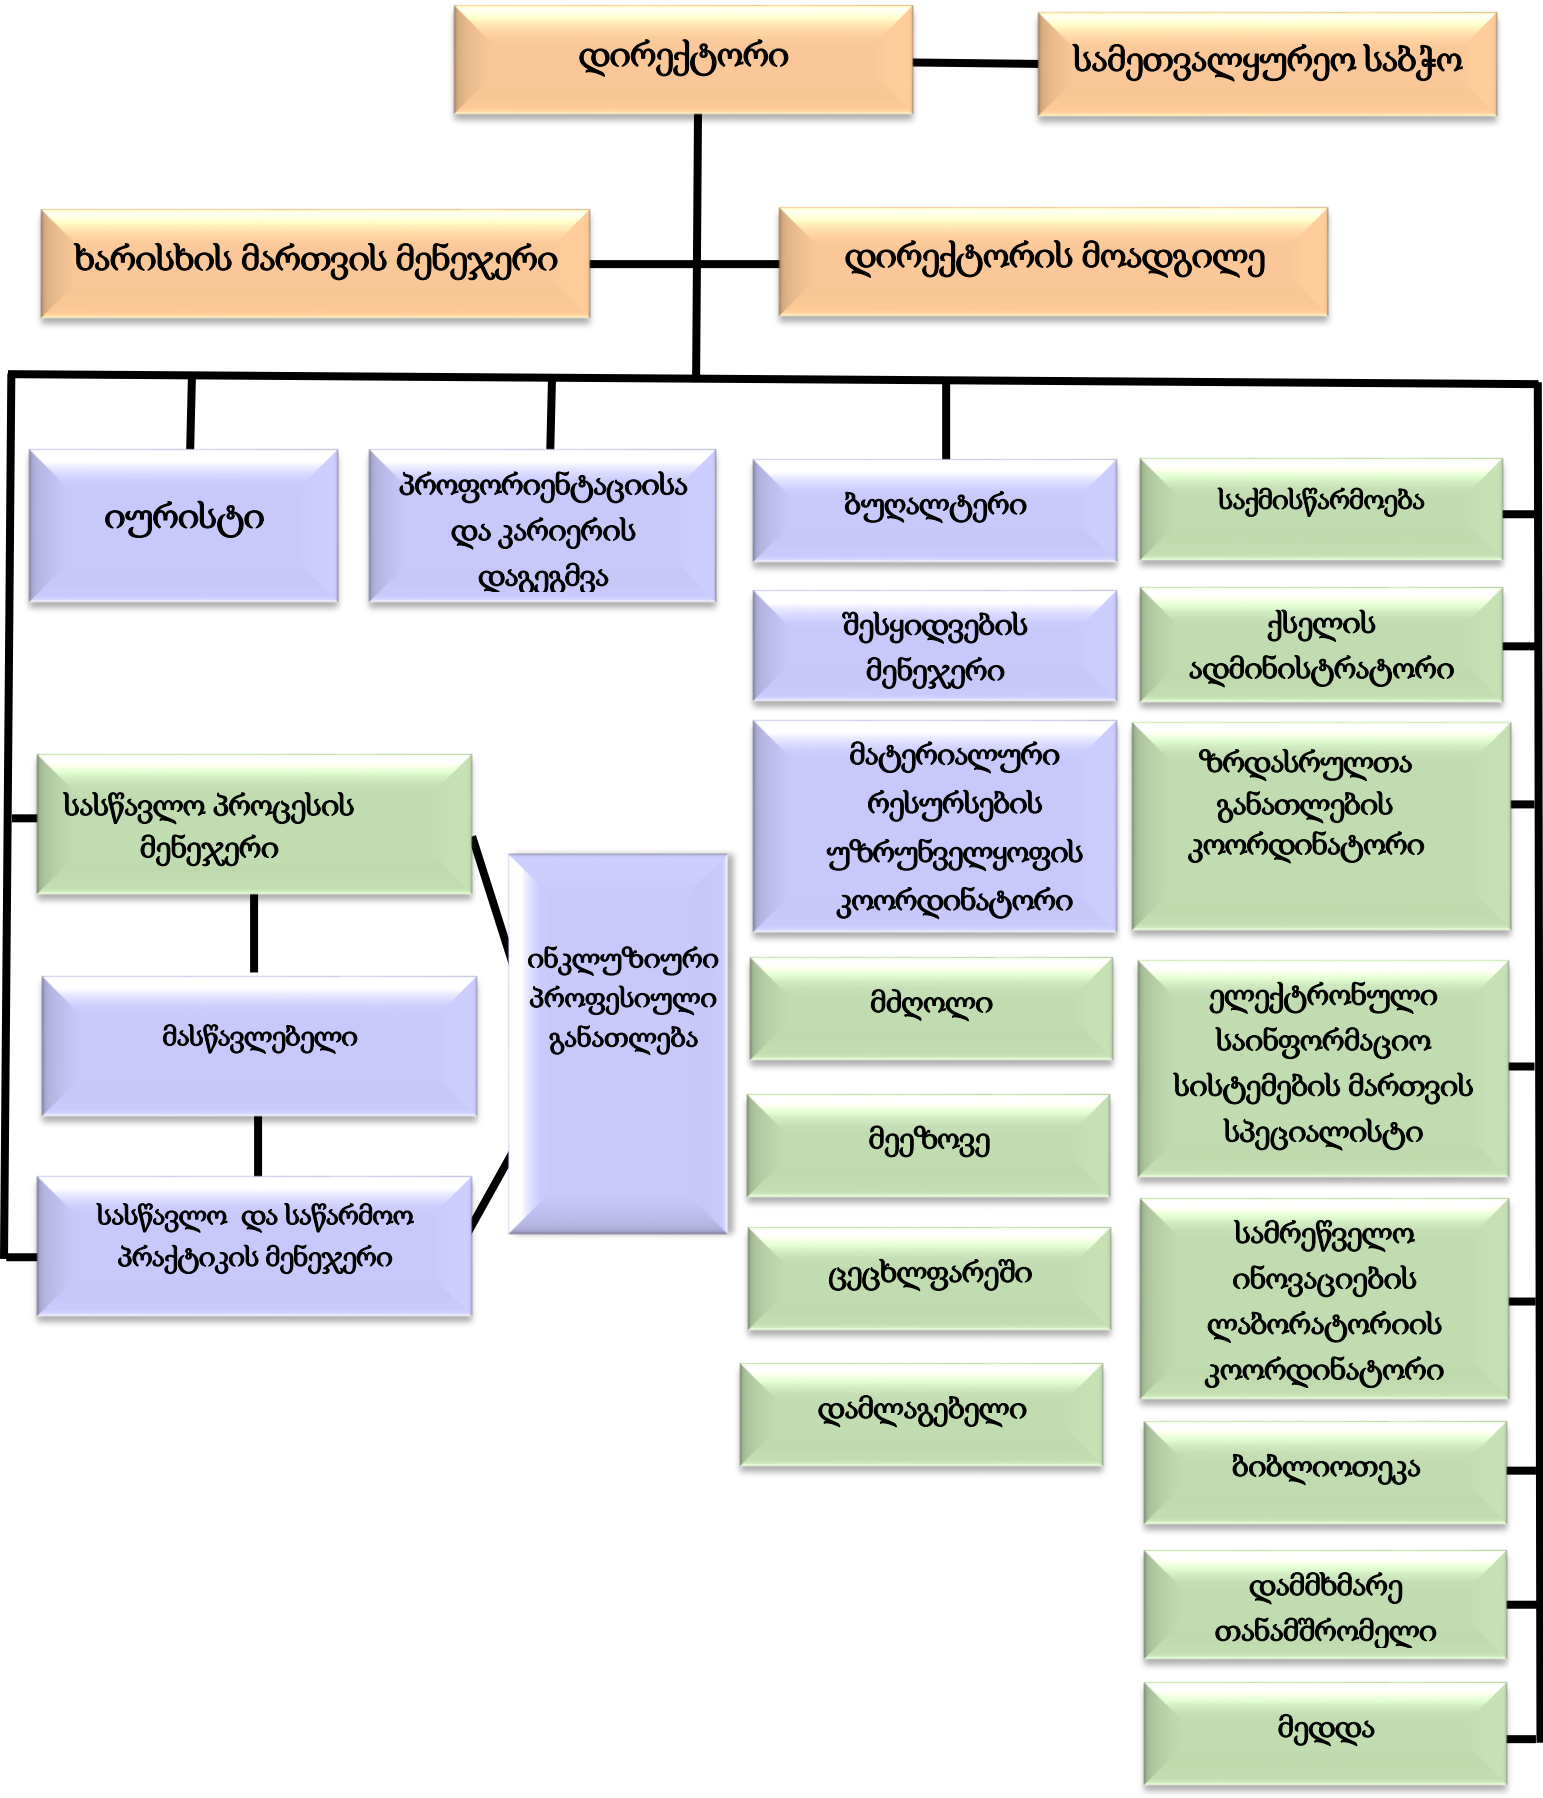 დირექტორი
სამეთვალყურეო საბჭო
ხარისხის მართვის მენეჯერი
დირექტორის მოადგილე
იურისტი
პროფორიენტაციისა
და კარიერის
დაგეგმვა
ბუღალტერი
საქმისწარმოება
შესყიდვების
მენეჯერი
ქსელის
ადმინისტრატორი
მატერიალური
რესურსების
უზრუნველყოფის
კოორდინატორი
ზრდასრულთა
განათლების
კოორდინატორი
სასწავლო პროცესის
მენეჯერი
ინკლუზიური
პროფესიული
განათლება
მასწავლებელი
სასწავლო და საწარმოო
პრაქტიკის მენეჯერი
მძღოლი
ელექტრონული
საინფორმაციო
სისტემების მართვის
სპეციალისტი
მეეზოვე
ცეცხლფარეში
სამრეწველო
ინოვაციების
ლაბორატორიის
კოორდინატორი
დამლაგებელი
ბიბლიოთეკა
დამმხმარე
თანამშრომელი
მედდა